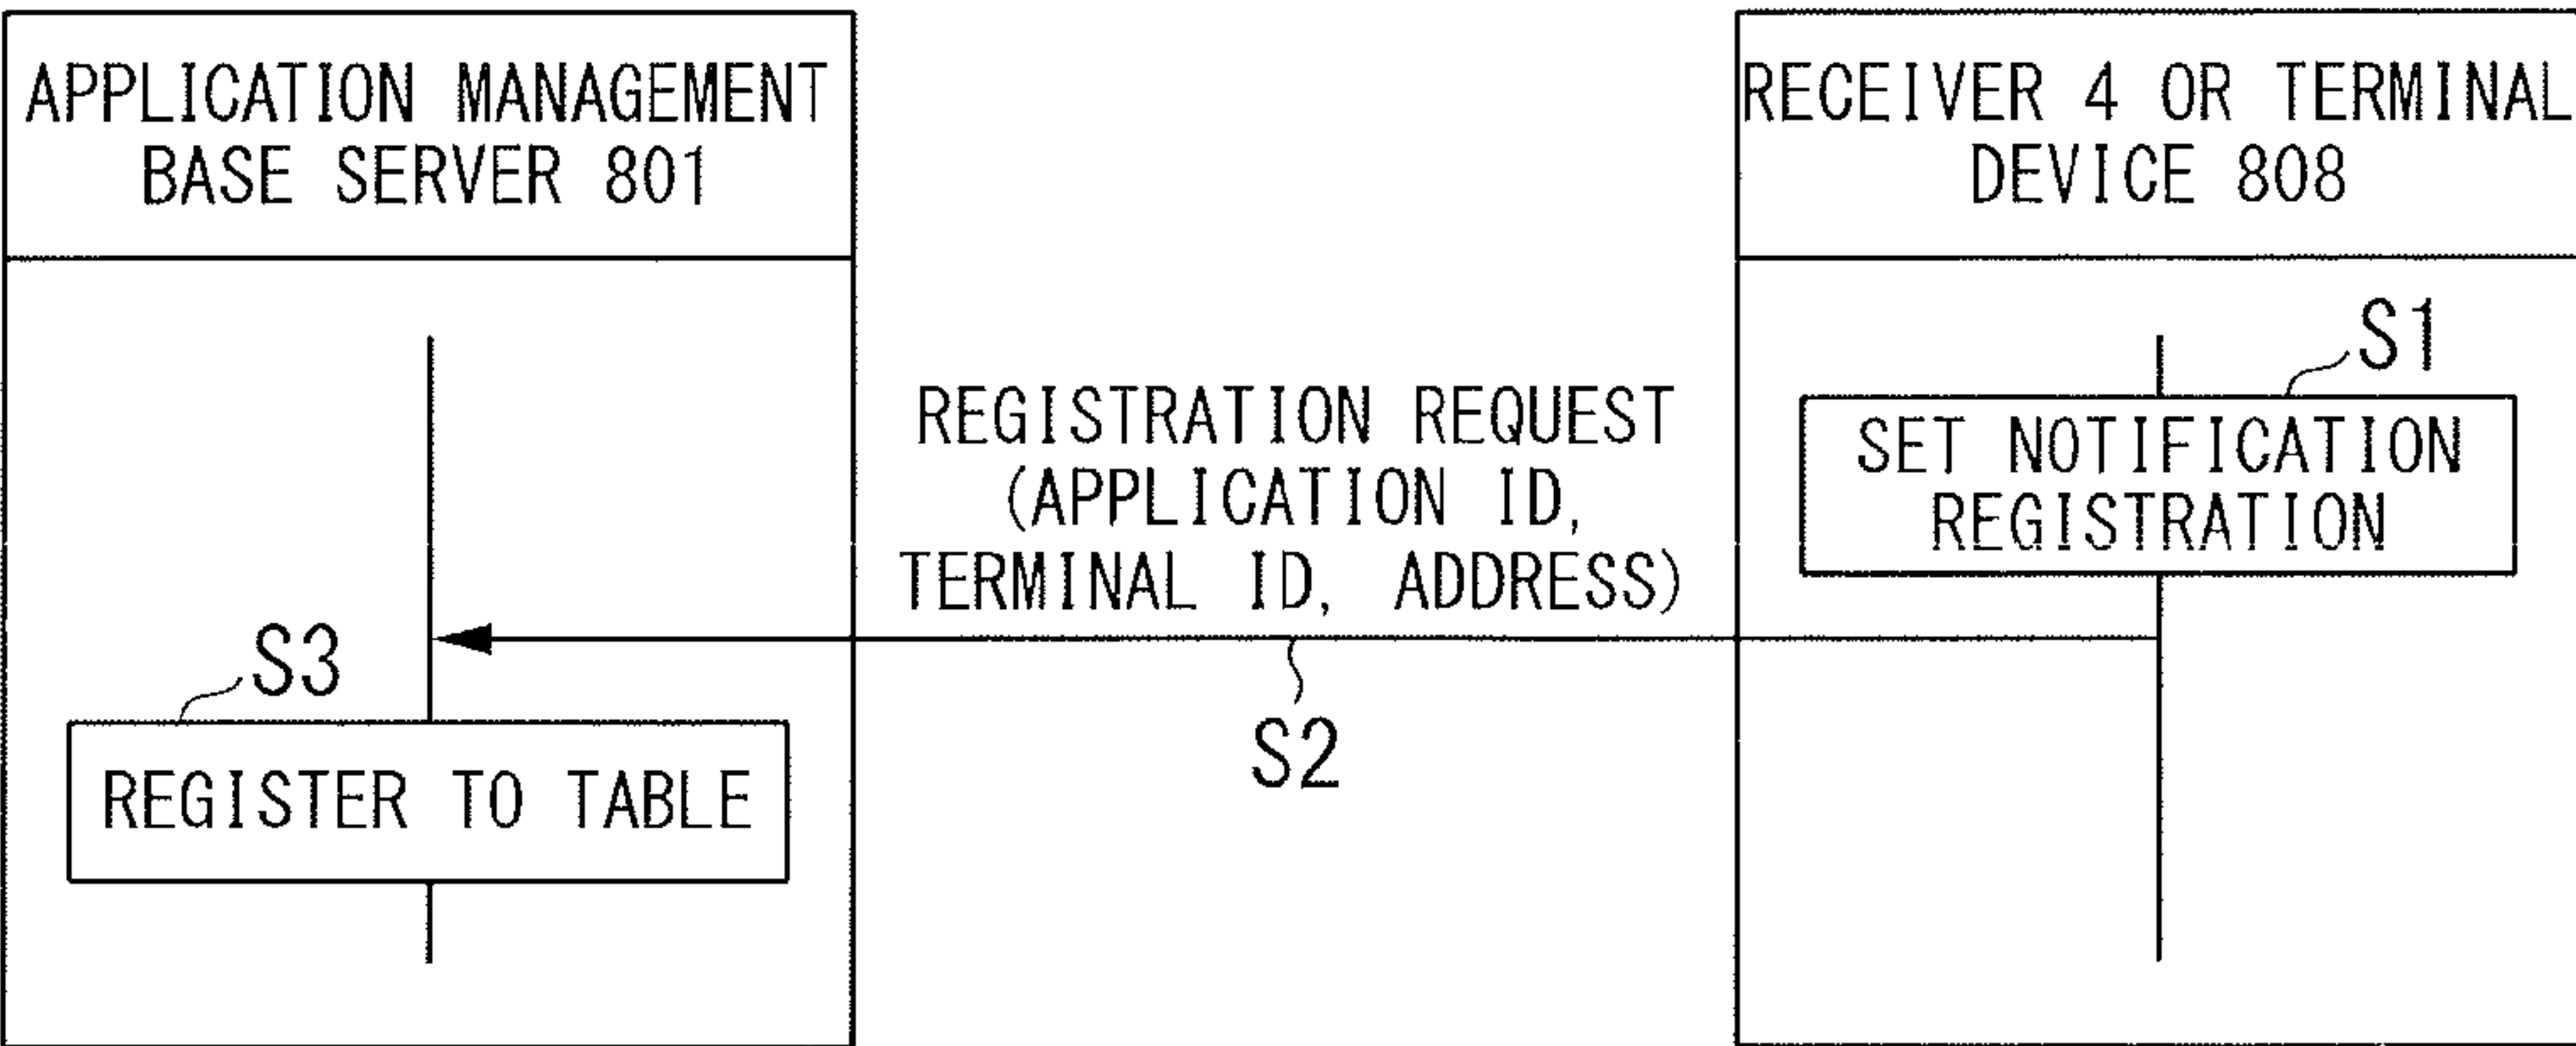 APPLICATION MANAGEMENT
BASE SERVER 801
RECEIVER 4 OR TERMINAL
DEVICE 808
S1
SET NOTIFICATION
REGISTRATION
REGISTRATION REQUEST
(APPLICATION ID,
TERMINAL ID, ADDRESS)
S2
S3
REGISTER TO TABLE